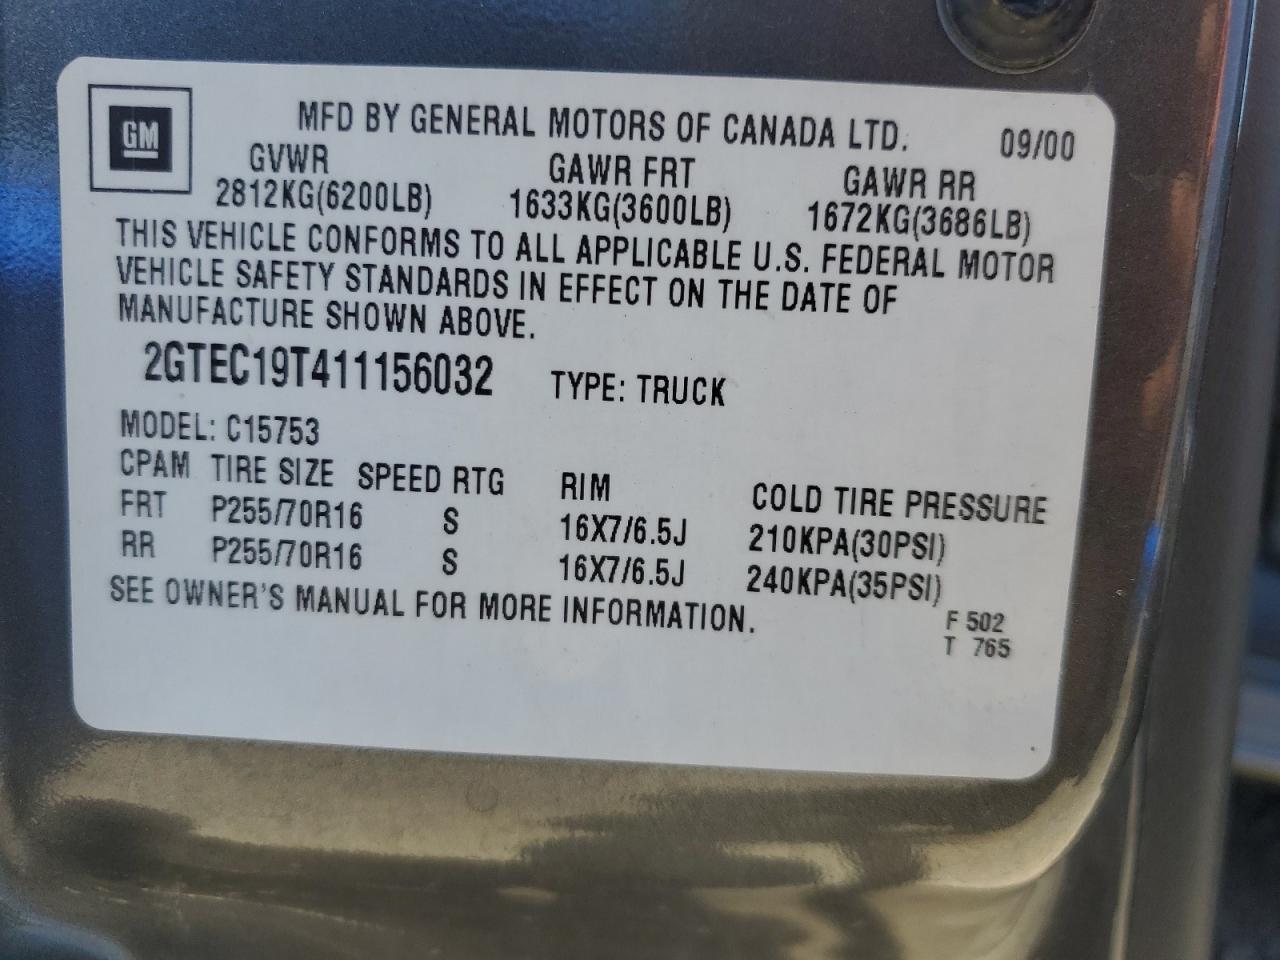 GM
MFD BY GENERAL MOTORS OF CANADA LTD. 09/00
GVWR GAWR FRT GAWR RR
2812KG(6200LB) 1633KG(3600LB) 1672KG(3686LB)
THIS VEHICLE CONFORMS TO ALL APPLICABLE U.S. FEDERAL MOTOR
VEHICLE SAFETY STANDARDS IN EFFECT ON THE DATE OF
MANUFACTURE SHOWN ABOVE.
2GTEC19T411156032 TYPE: TRUCK
MODEL: C15753
CPAM TIRE SIZE SPEED RTG RIM COLD TIRE PRESSURE
FRT P255/70R16 S 16X7/6.5J 210KPA(30PSI)
RR P255/70R16 S 16X7/6.5J 240KPA(35PSI)
SEE OWNER'S MANUAL FOR MORE INFORMATION.
F 502
T 765